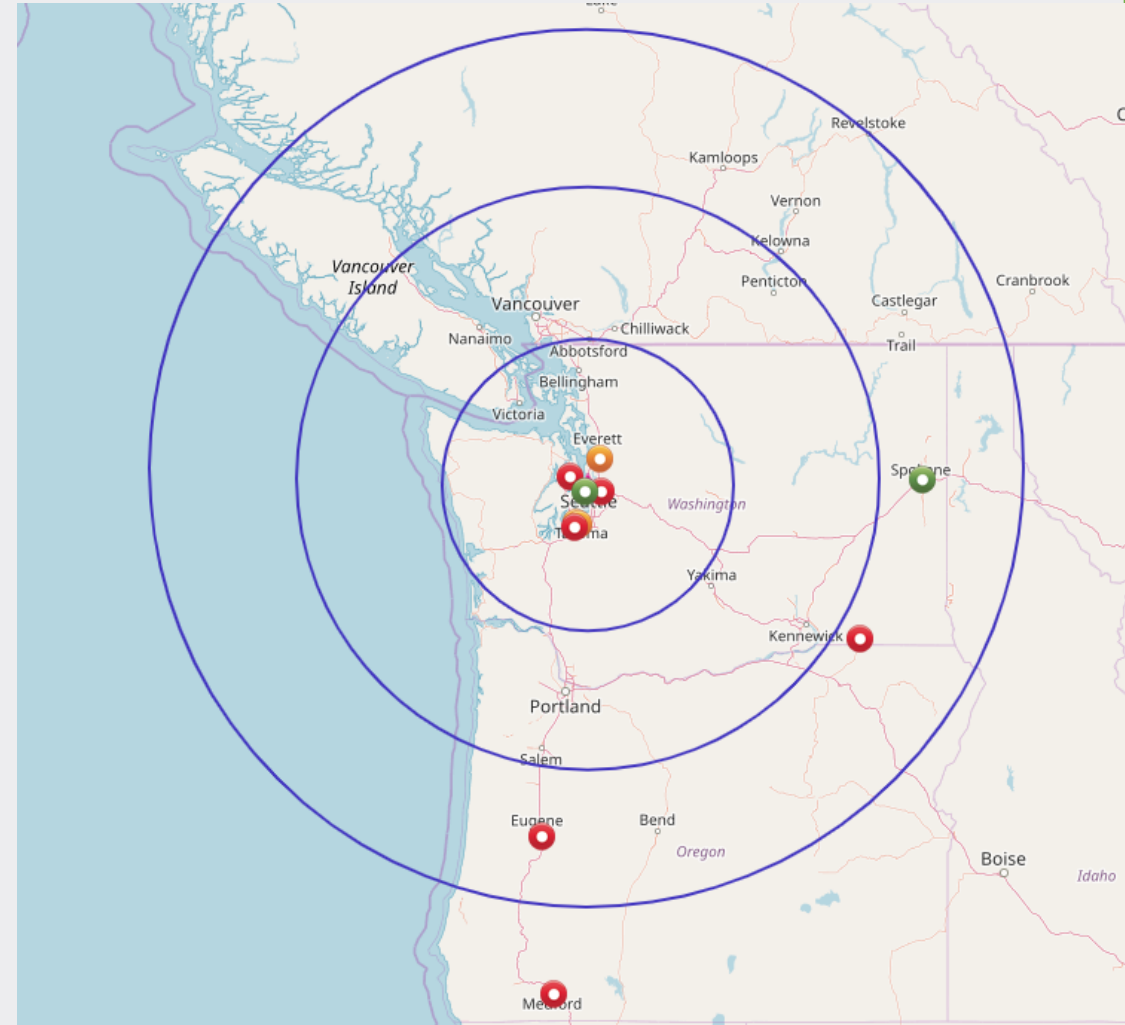 Revelstoke
Kamloops
Vernon
Kelowna
Vancouver
Island
Penticton
Cranbrook
Castlegar
Vancouver
Chilliwack
Nanaimo
Trail
Abbotsford
Bellingham
Victoria
Everett
Washington
Yakima
Kennewick
Portland
Salem
Eugene
Bend
Oregon
Boise
Idaho